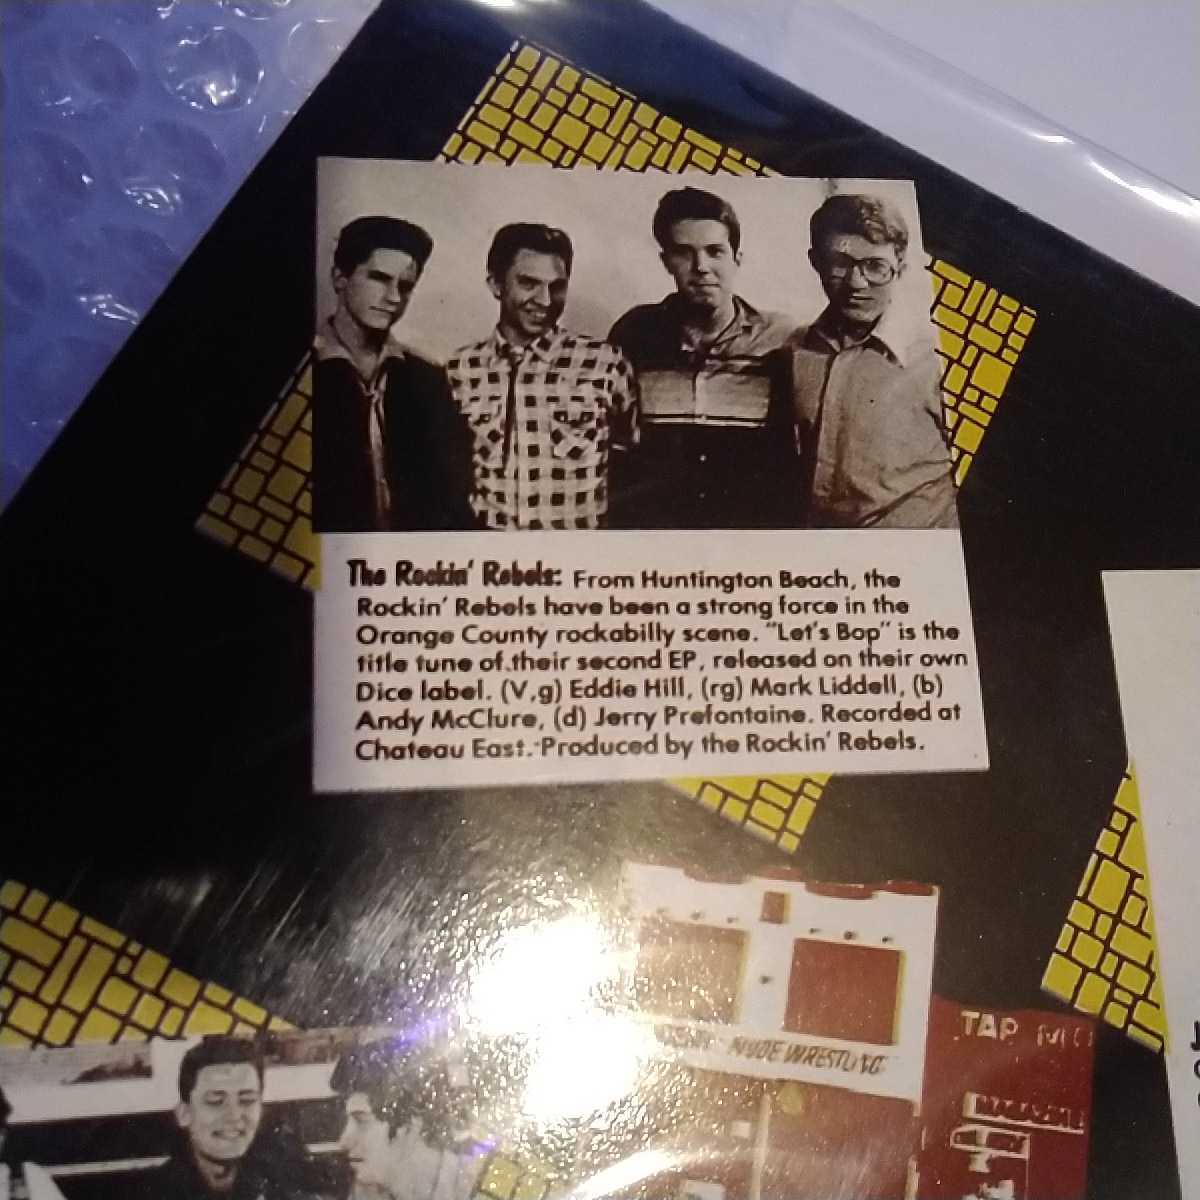 The Rockin' Rebels: From Huntington Beach, the
Rockin' Rebels have been a strong force in the
Orange County rockabilly scene. "Let's Bop" is the
title tune of their second EP, released on their own
Dice label. (V,g) Eddie Hill, (rg) Mark Liddell, (b)
Andy McClure, (d) Jerry Prefontaine. Recorded at
Chateau East. Produced by the Rockin' Rebels.
NUDE WRESTLING
TAP